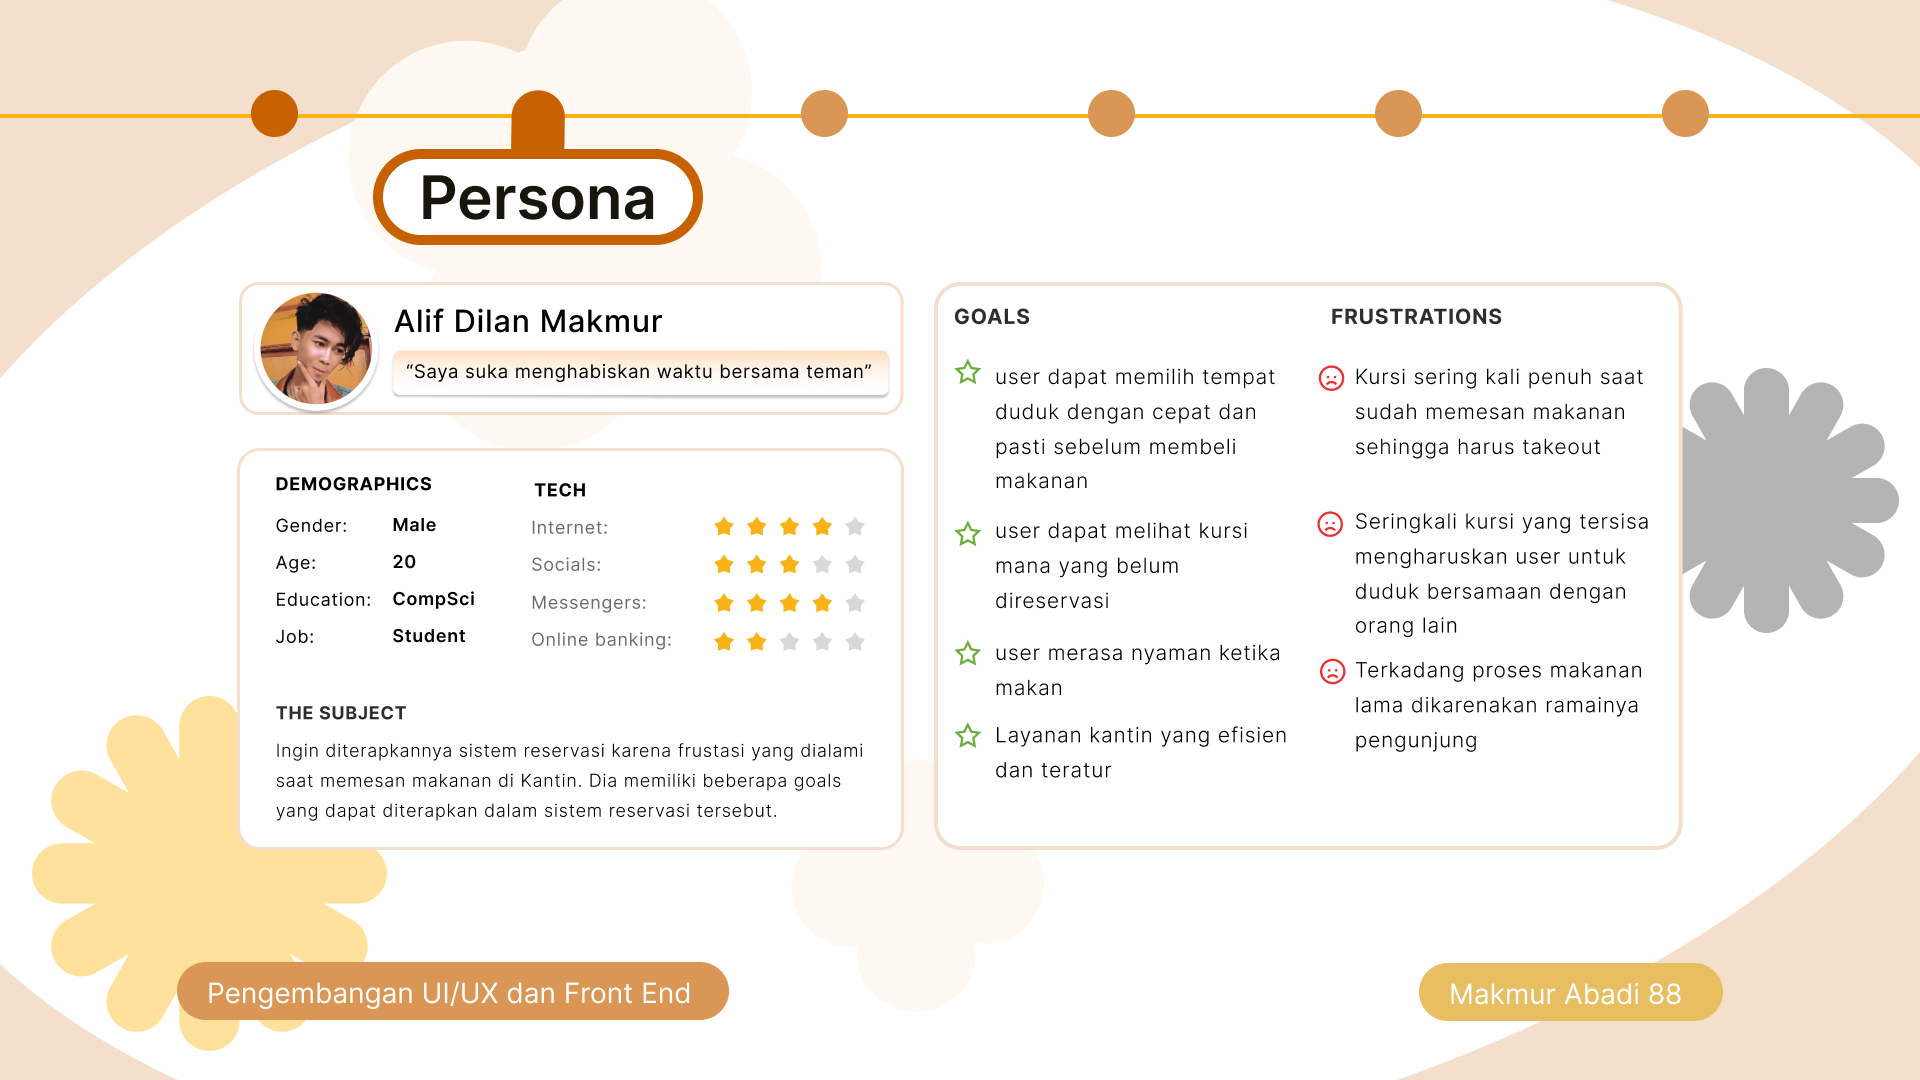 Persona
Alif Dilan Makmur
“Saya suka menghabiskan waktu bersama teman”
DEMOGRAPHICS
Gender: Male
Age: 20
Education: CompSci
Job: Student
TECH
Internet:
Socials:
Messengers:
Online banking:
THE SUBJECT
Ingin diterapkannya sistem reservasi karena frustasi yang dialami
saat memesan makanan di Kantin. Dia memiliki beberapa goals
yang dapat diterapkan dalam sistem reservasi tersebut.
GOALS
user dapat memilih tempat
duduk dengan cepat dan
pasti sebelum membeli
makanan
user dapat melihat kursi
mana yang belum
direservasi
user merasa nyaman ketika
makan
Layanan kantin yang efisien
dan teratur
FRUSTRATIONS
Kursi sering kali penuh saat
sudah memesan makanan
sehingga harus takeout
Seringkali kursi yang tersisa
mengharuskan user untuk
duduk bersamaan dengan
orang lain
Terkadang proses makanan
lama dikarenakan ramainya
pengunjung
Pengembangan UI/UX dan Front End
Makmur Abadi 88